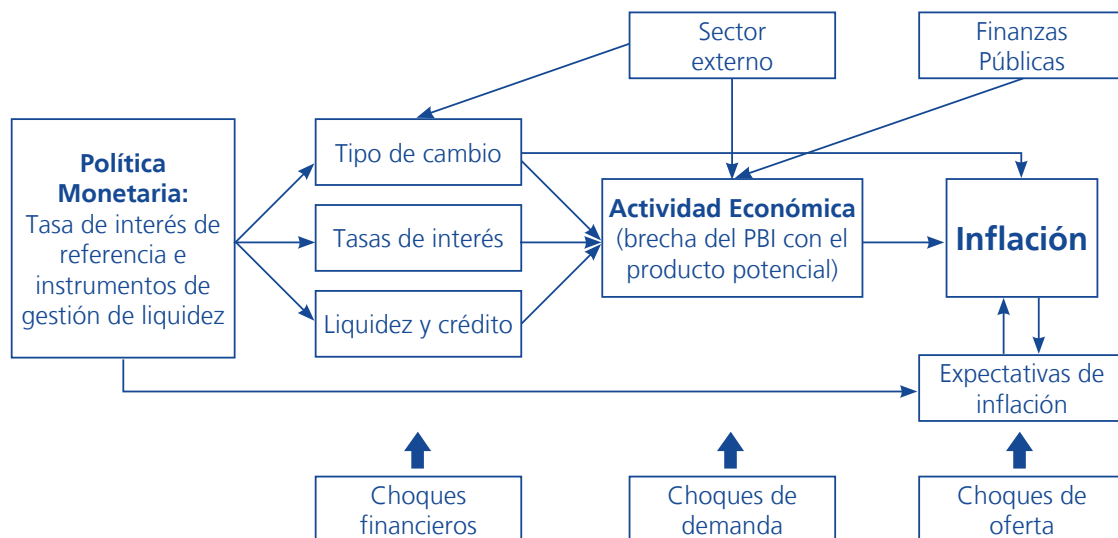 Sector
externo
Finanzas
Públicas
Política
Monetaria:
Tasa de interés de
referencia e
instrumentos de
gestión de liquidez
Tipo de cambio
Tasas de interés
Liquidez y crédito
Actividad Económica
(brecha del PBI con el
producto potencial)
Inflación
Expectativas de
inflación
Choques
financieros
Choques de
demanda
Choques de
oferta